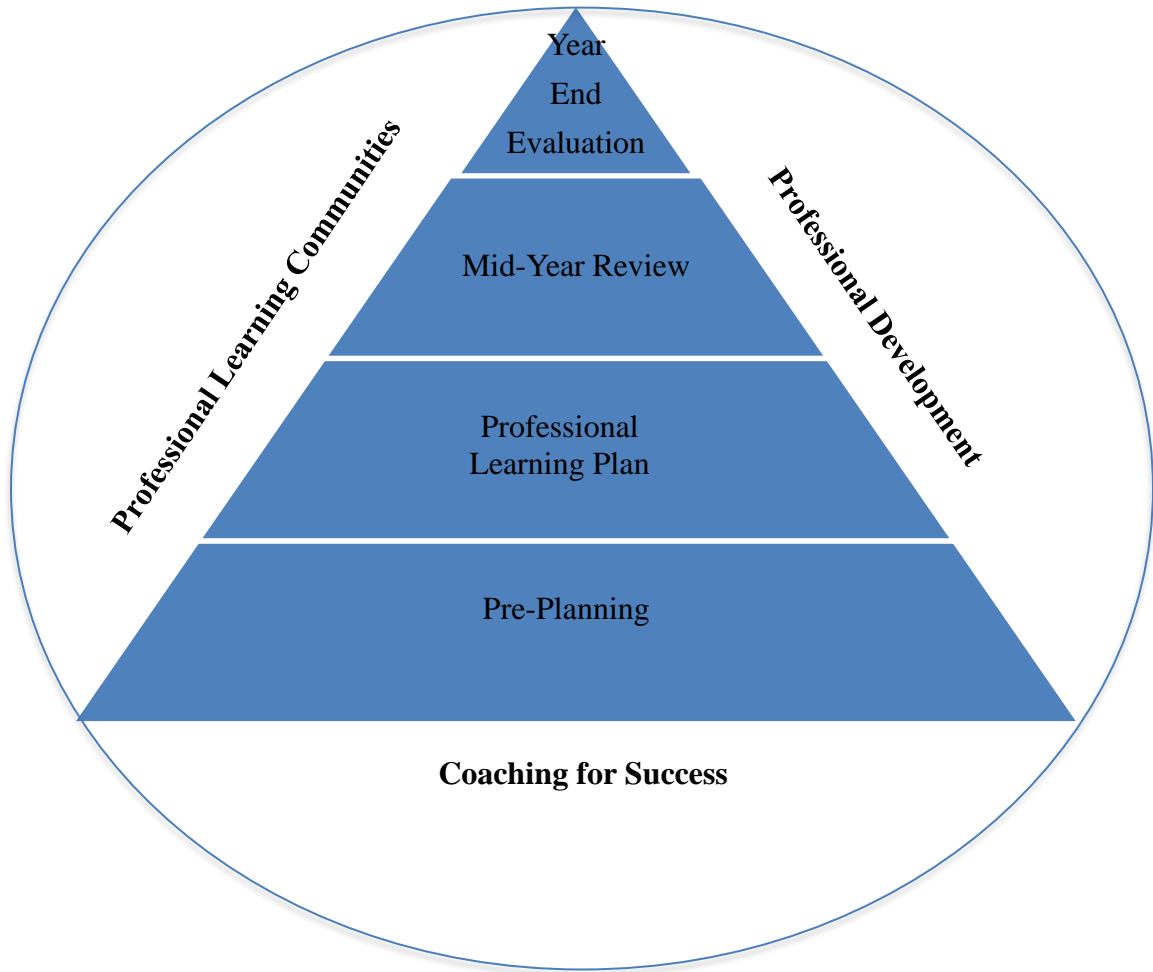 Year
End
Evaluation
Professional Learning Communities
Professional Development
Mid-Year Review
Professional
Learning Plan
Pre-Planning
Coaching for Success